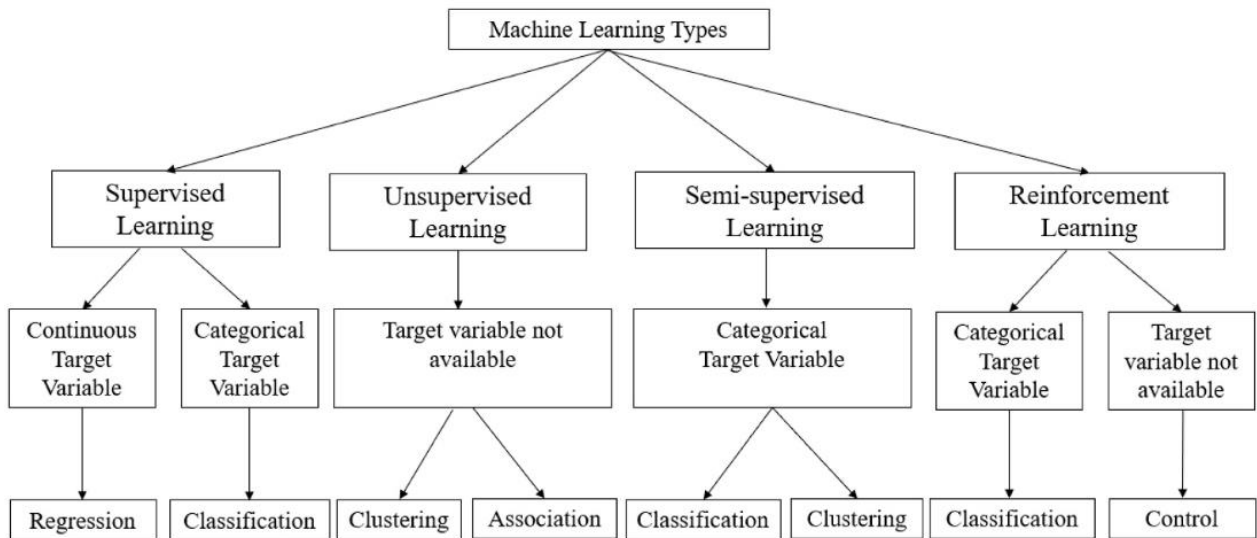 Machine Learning Types
Supervised
Learning
Unsupervised
Learning
Semi-supervised
Learning
Reinforcement
Learning
Continuous
Target
Variable
Categorical
Target
Variable
Target variable not
available
Categorical
Target Variable
Categorical
Target
Variable
Target
variable not
available
Regression
Classification
Clustering
Association
Classification
Clustering
Classification
Control